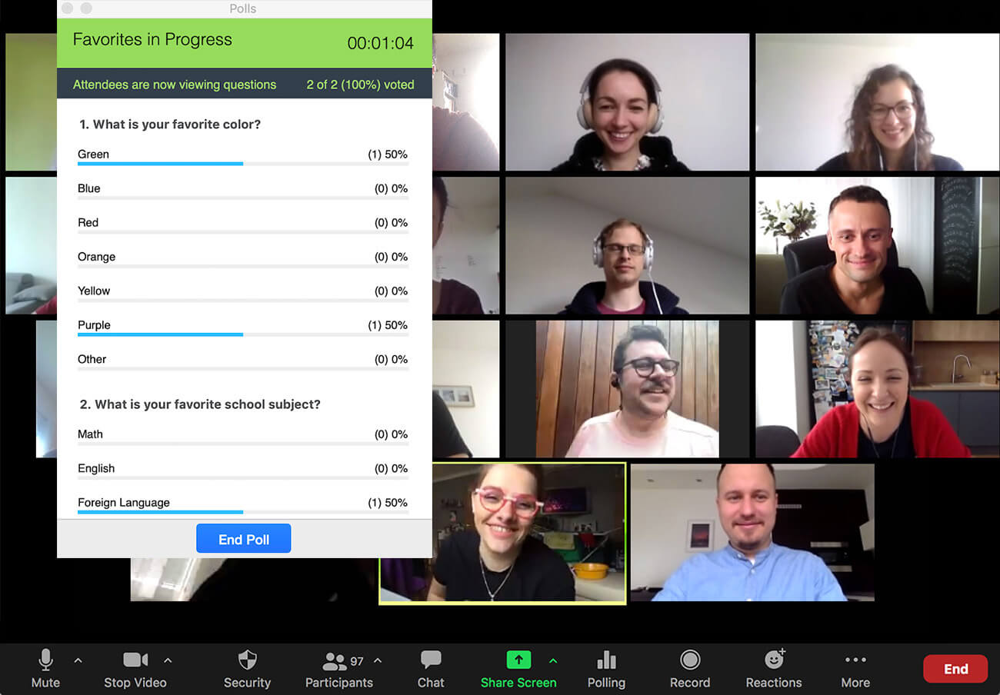 Polls
Favorites in Progress 00:01:04
Attendees are now viewing questions 2 of 2 (100%) voted
1. What is your favorite color?
Green (1) 50%
Blue (0) 0%
Red (0) 0%
Orange (0) 0%
Yellow (0) 0%
Purple (1) 50%
Other (0) 0%
2. What is your favorite school subject?
Math (0) 0%
English (0) 0%
Foreign Language (1) 50%
End Poll
97
Mute Stop Video Security Participants Chat Share Screen Polling Record Reactions More End